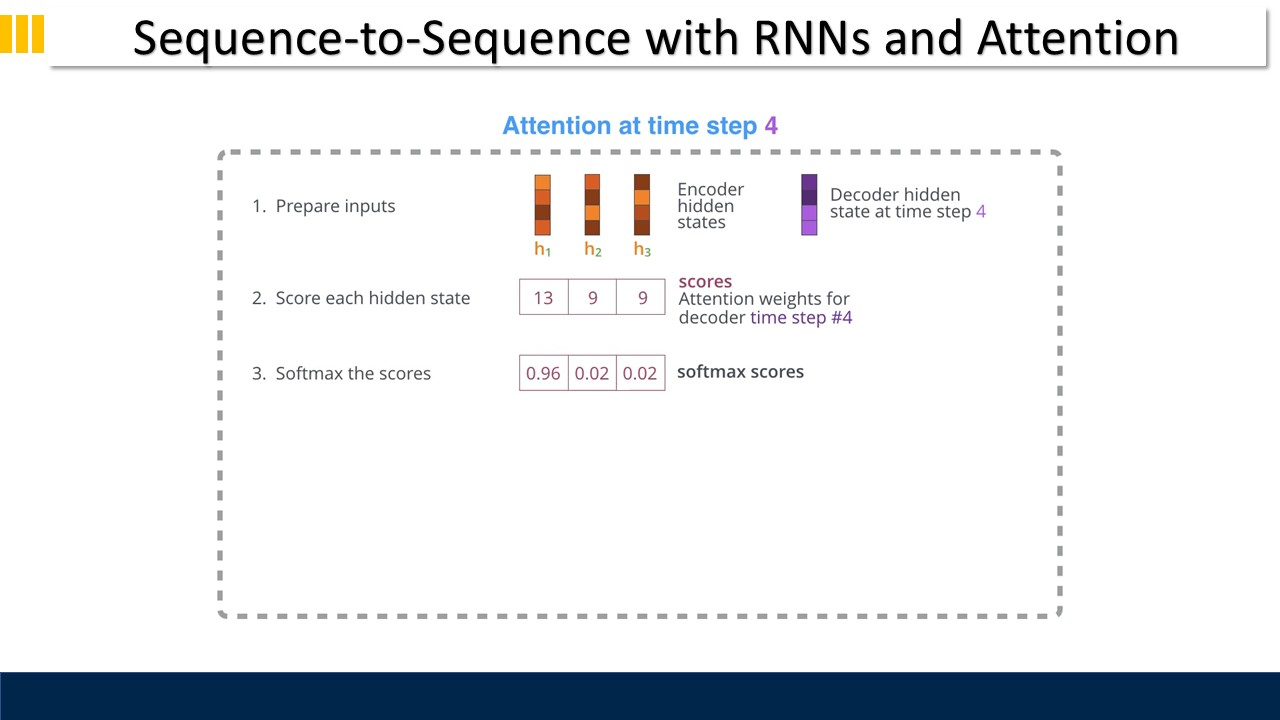 Sequence-to-Sequence with RNNs and Attention
Attention at time step 4
1. Prepare inputs
h1 h2 h3
Encoder
hidden
states
Decoder hidden
state at time step 4
2. Score each hidden state
13 9 9
scores
Attention weights for
decoder time step #4
3. Softmax the scores
0.96 0.02 0.02
softmax scores